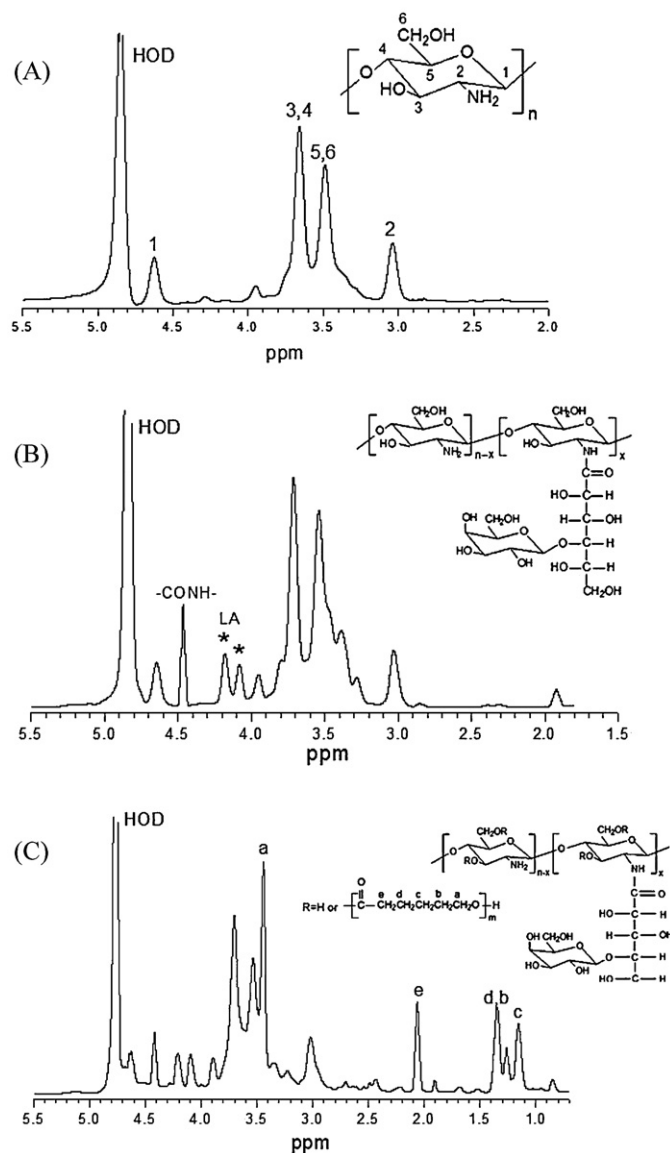 (A)
HOD
6
CH₂OH
4
O
5
2
1
O
HO
3
NH₂
n
3,4
5,6
1
2
5.5 5.0 4.5 4.0 3.5 3.0 2.5 2.0
ppm
(B)
HOD
CH₂OH CH₂OH
O O O O
HO NH₂ n-x HO NH x
C=O
HO H
H OH
OH CH₂OH
O
HO OH O H
HO H
CH₂OH
-CONH-
LA
* *
5.5 5.0 4.5 4.0 3.5 3.0 2.5 2.0 1.5
ppm
(C)
HOD
a
CH₂OR CH₂OR
O O O O
RO NH₂ n-x RO NH x
O
e d c b a
R=H or C-CH₂CH₂CH₂CH₂CH₂O H
m
C=O
HO H
H
OH CH₂OH
O
HO OH O H
HO H
e
d b
c
5.5 5.0 4.5 4.0 3.5 3.0 2.5 2.0 1.5 1.0
ppm